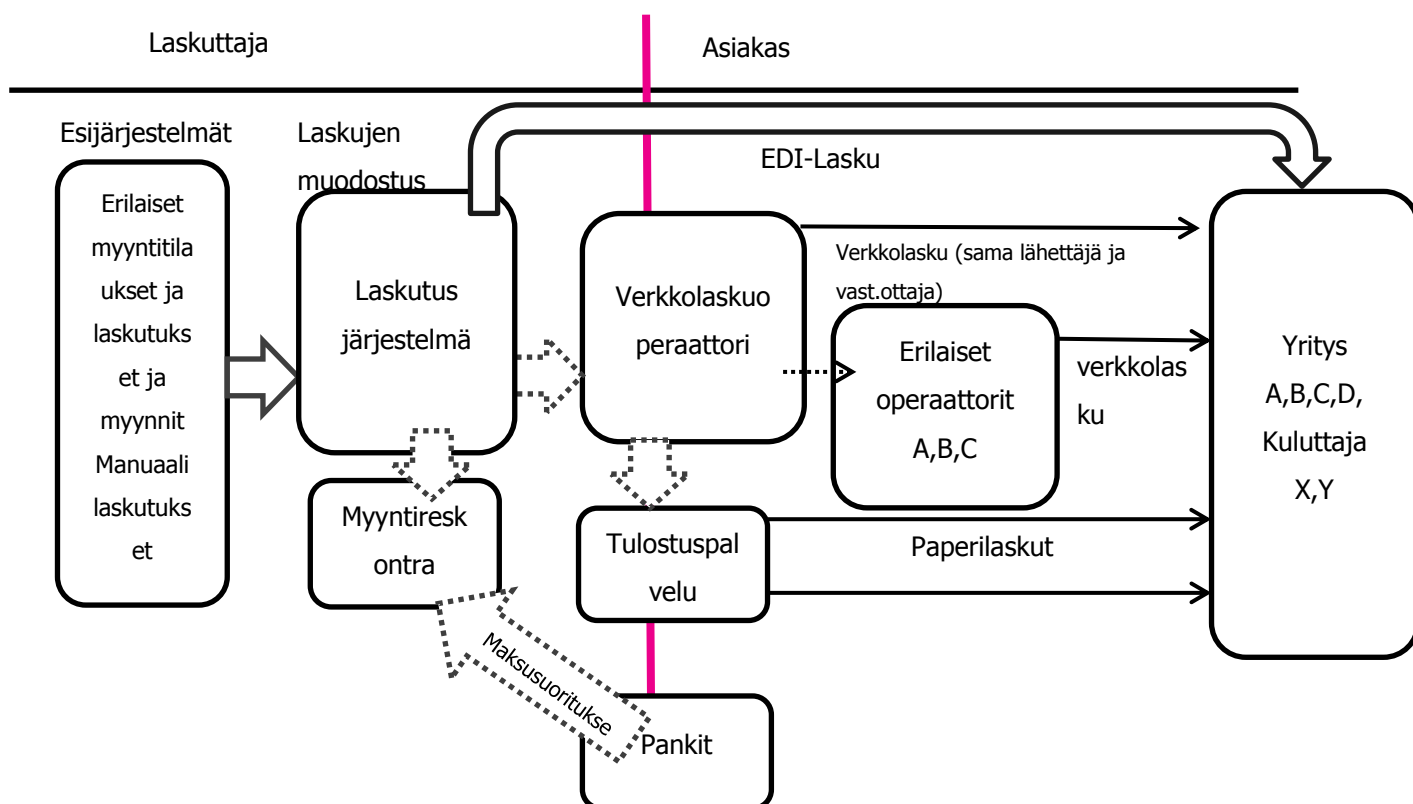 Laskuttaja
Asiakas
Esijärjestelmät
Laskujen
muodostus
EDI-Lasku
Erilaiset
myyntitila
ukset ja
laskutuks
et ja
myynnit
Manuaali
laskutuks
et
Laskutus
järjestelmä
Verkkolaskuo
peraattori
Verkkolasku (sama lähettäjä ja
vast.ottaja)
Erilaiset
operaattorit
A,B,C
verkkolas
ku
Yritys
A,B,C,D,
Kuluttaja
X,Y
Myyntiresk
ontra
Tulostuspal
velu
Paperilaskut
Maksusuoritukse
Pankit